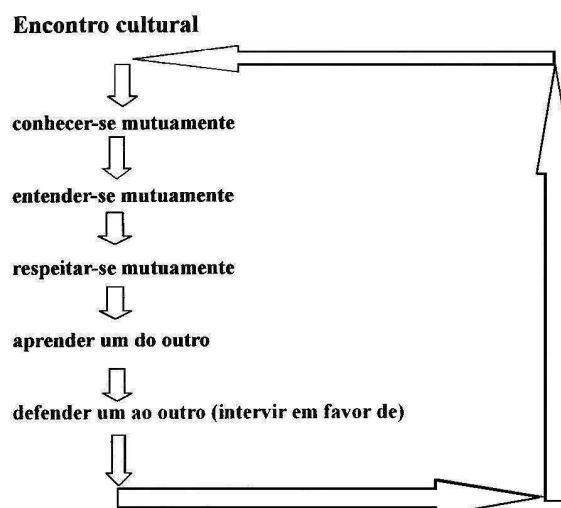 Encontro cultural
conhecer-se mutuamente
entender-se mutuamente
respeitar-se mutuamente
aprender um do outro
defender um ao outro (intervir em favor de)